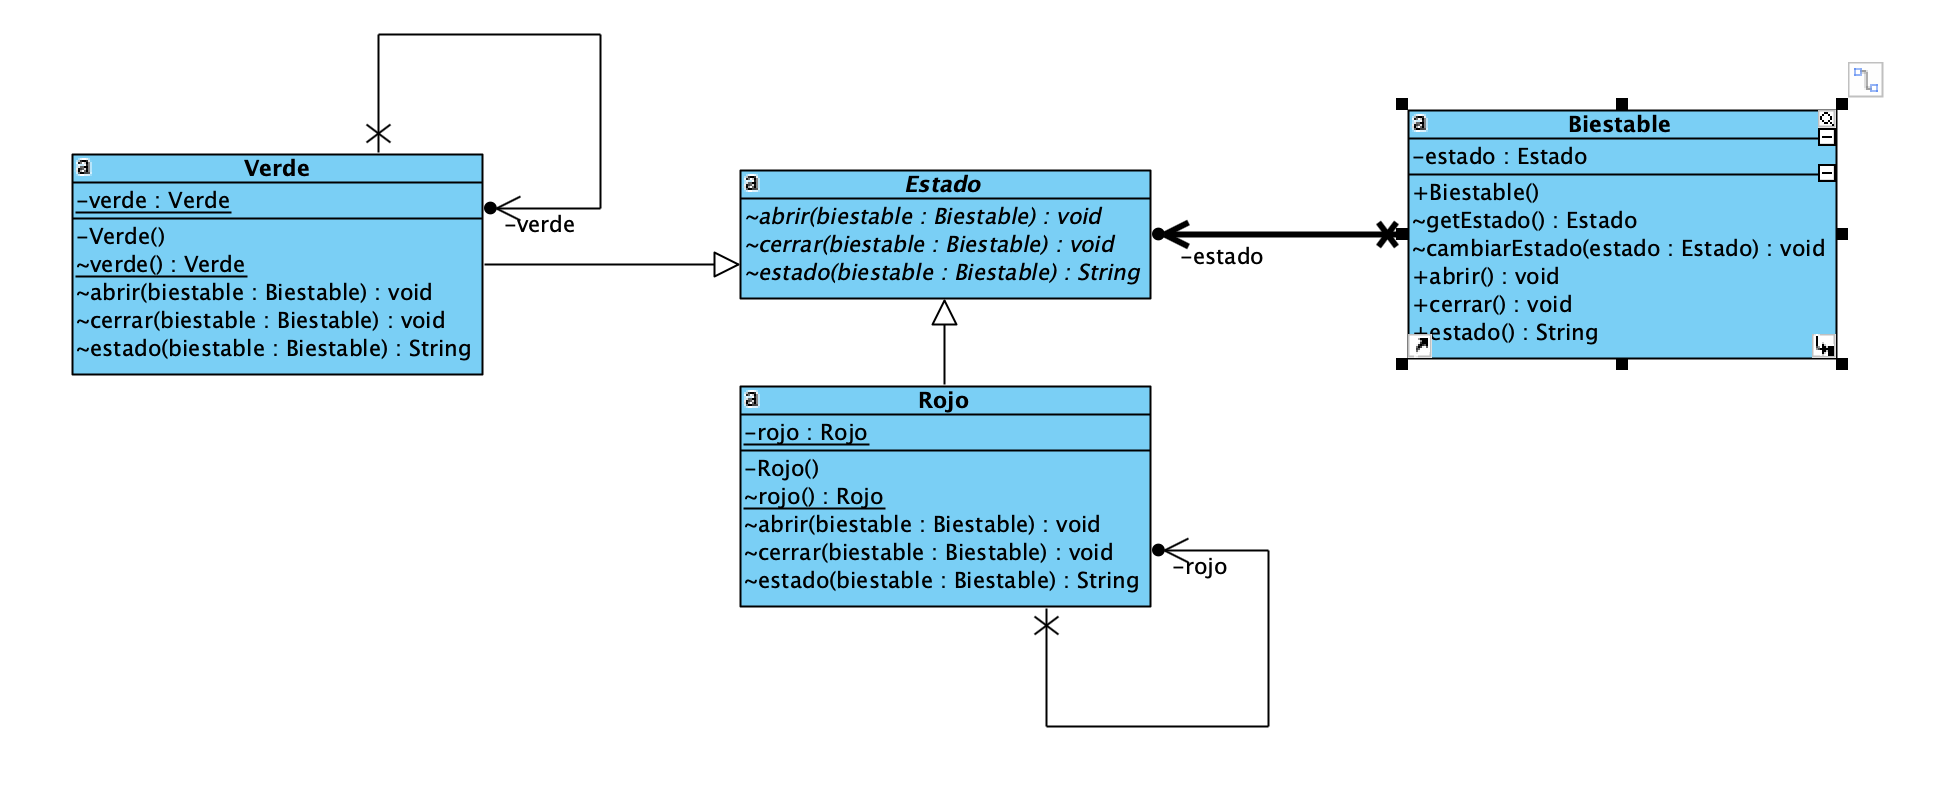 Verde
-verde : Verde
-Verde()
~verde() : Verde
~abrir(biestable : Biestable) : void
~cerrar(biestable : Biestable) : void
~estado(biestable : Biestable) : String
-verde
Estado
~abrir(biestable : Biestable) : void
~cerrar(biestable : Biestable) : void
~estado(biestable : Biestable) : String
-estado
Biestable
-estado : Estado
+Biestable()
~getEstado() : Estado
~cambiarEstado(estado : Estado) : void
+abrir() : void
+cerrar() : void
+estado() : String
Rojo
-rojo : Rojo
-Rojo()
~rojo() : Rojo
~abrir(biestable : Biestable) : void
~cerrar(biestable : Biestable) : void
~estado(biestable : Biestable) : String
-rojo